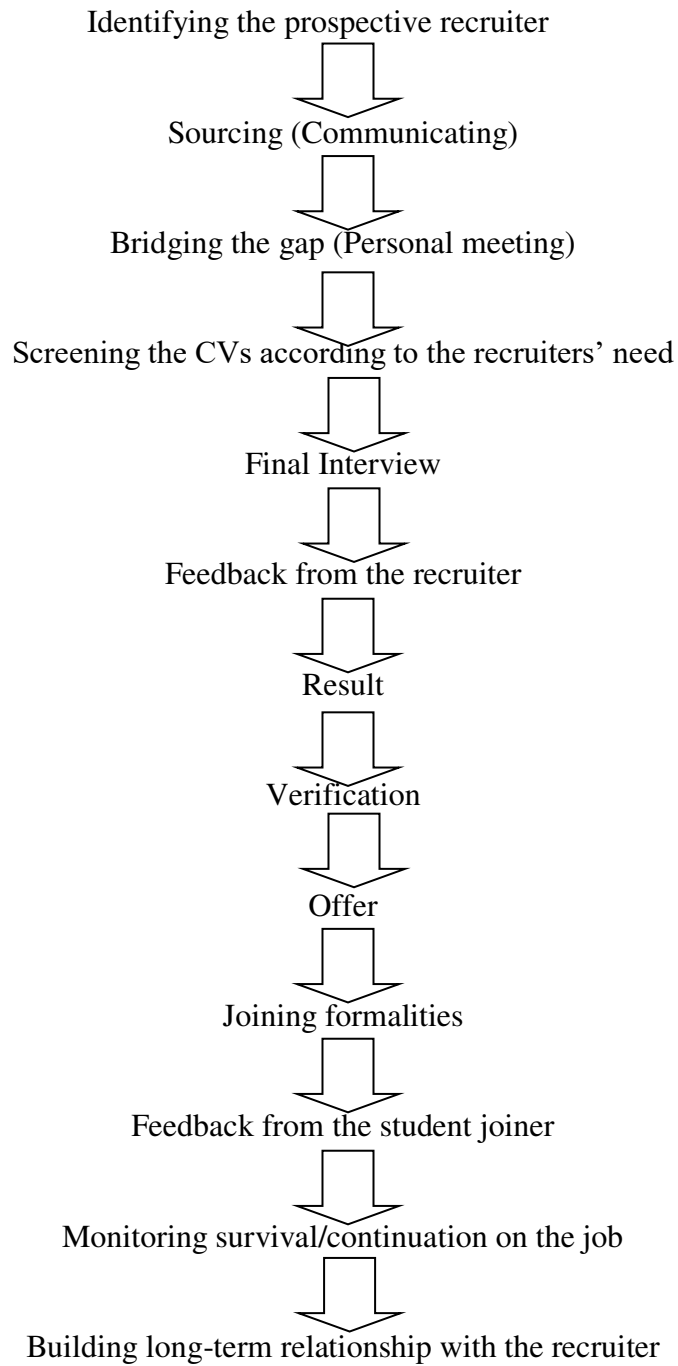 Identifying the prospective recruiter
Sourcing (Communicating)
Bridging the gap (Personal meeting)
Screening the CVs according to the recruiters’ need
Final Interview
Feedback from the recruiter
Result
Verification
Offer
Joining formalities
Feedback from the student joiner
Monitoring survival/continuation on the job
Building long-term relationship with the recruiter